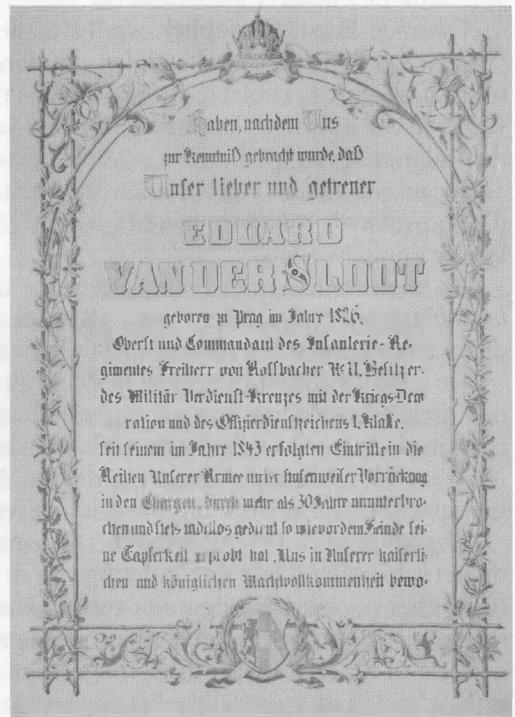 Haben, nachdem Uns
zur Kenntniß gebracht wurde, daß
Unser lieber und getreuer
EDUARD
VAN DER SLOOT
geboren zu Prag im Jahre 1826,
Oberst und Commandant des Infanterie-Re-
gimentes Freiherr von Rossbacher Nr. 11, Besitzer
des Militär Verdienst-Kreuzes mit der Kriegs-Deco
ration und des Offizierdienstzeichens I. Klasse,
seit seinem im Jahre 1843 erfolgten Eintritte in die
Reihen Unserer Armee unter stufenweiser Vorrückung
in den Chargen, durch mehr als 30 Jahre ununterbro-
chen und stets tadellos gedient so wie vor dem Feinde sei-
ne Tapferkeit erprobt hat, Uns in Unserer kaiserli-
chen und königlichen Machtvollkommenheit bewo-